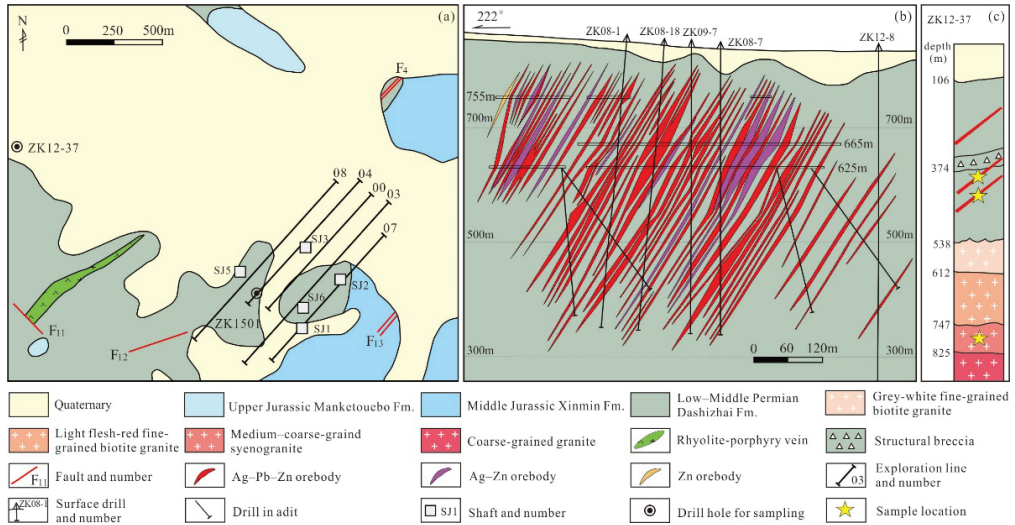 N
0 250 500m
(a)
F4
ZK12-37
08
04
00
03
07
SJ3
SJ5
SJ2
SJ6
ZK1501
SJ1
F11
F12
F13
222°
(b)
ZK08-1
ZK08-18
ZK09-7
ZK08-7
ZK12-8
755m
700m
700m
665m
625m
500m
500m
0 60 120m
300m
300m
(c)
ZK12-37
depth
(m)
106
374
538
612
747
825
Quaternary
Upper Jurassic Manketoucbo Fm.
Middle Jurassic Xinmin Fm.
Low–Middle Permian
Dashizhai Fm.
Grey-white fine-grained
biotite granite
Light flesh-red fine-
grained biotite granite
Medium–coarse-graind
syenogranite
Coarse-grained granite
Rhyolite-porphyry vein
Structural breccia
F11
Fault and number
Ag–Pb–Zn orebody
Ag–Zn orebody
Zn orebody
03
Exploration line
and number
ZK08-1
Surface drill
and number
Drill in adit
SJ1
Shaft and number
Drill hole for sampling
Sample location